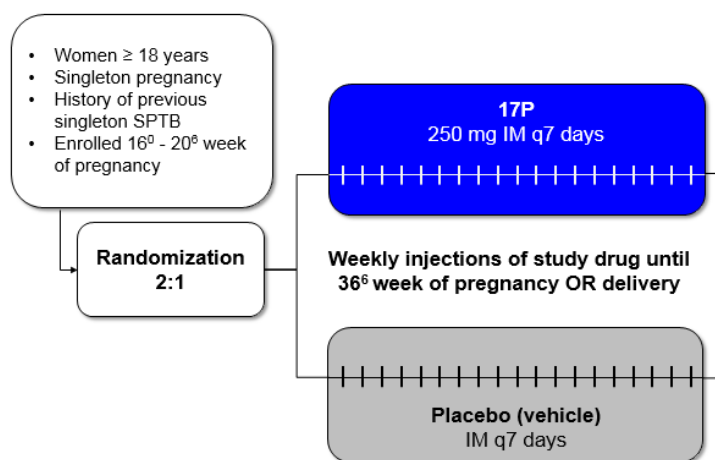 • Women ≥ 18 years
• Singleton pregnancy
• History of previous
singleton SPTB
• Enrolled 16⁰ - 20⁶ week
of pregnancy
Randomization
2:1
17P
250 mg IM q7 days
Weekly injections of study drug until
36⁶ week of pregnancy OR delivery
Placebo (vehicle)
IM q7 days